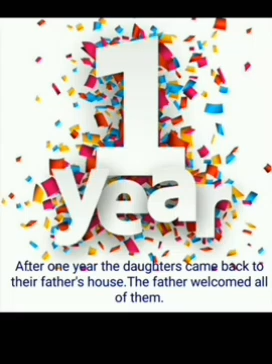 1
year
After one year the daughters came back to
their father's house.The father welcomed all
of them.